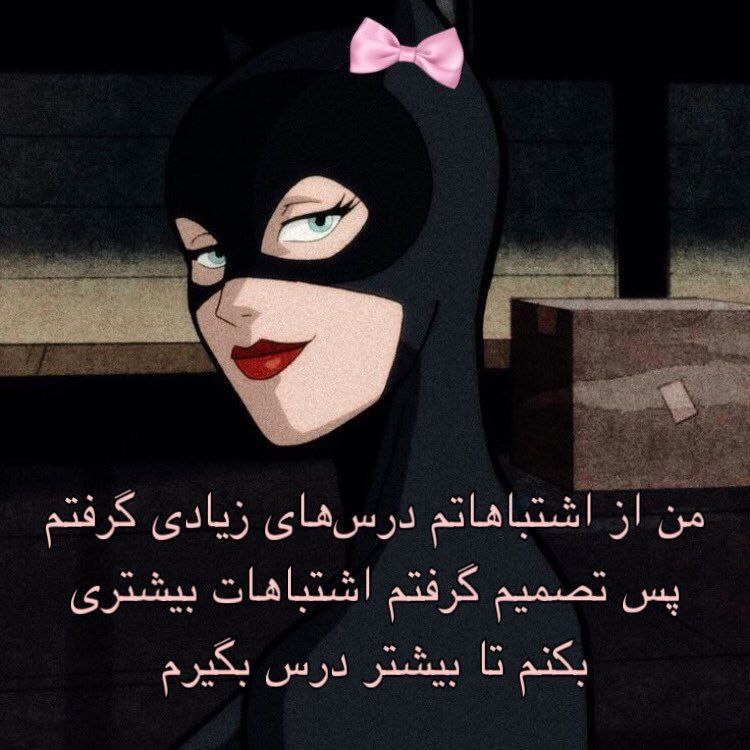 من از اشتباهاتم درس‌های زیادی گرفتم
پس تصمیم گرفتم اشتباهات بیشتری
بکنم تا بیشتر درس بگیرم